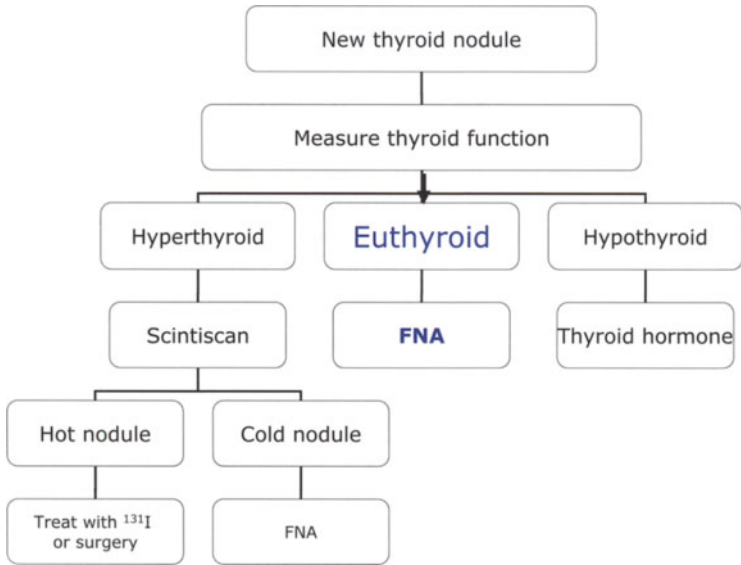 New thyroid nodule
Measure thyroid function
Hyperthyroid
Euthyroid
Hypothyroid
Scintiscan
FNA
Thyroid hormone
Hot nodule
Cold nodule
Treat with ¹³¹I
or surgery
FNA